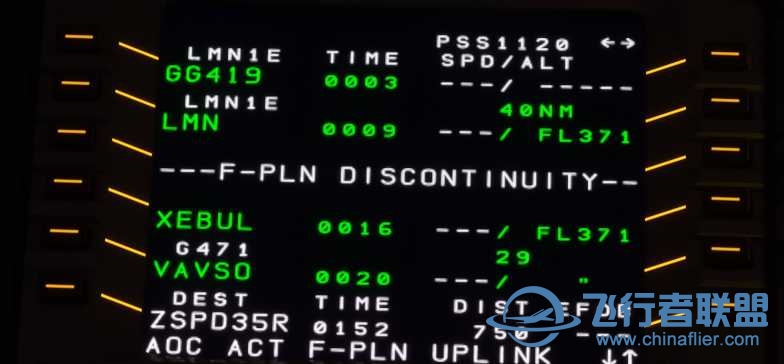 PSS1120 ←→
LMN1E TIME SPD/ALT
GG419 0003 ---/ -----
LMN1E 40NM
LMN 0009 ---/ FL371
---F-PLN DISCONTINUITY--
XEBUL 0016 ---/ FL371
G471 29
VAVSO 0020 ---/ "
DEST TIME DIST EFOB
ZSPD35R 0152 750
AOC ACT F-PLN UPLINK ↓↑
飞行者联盟
www.chinaflier.com